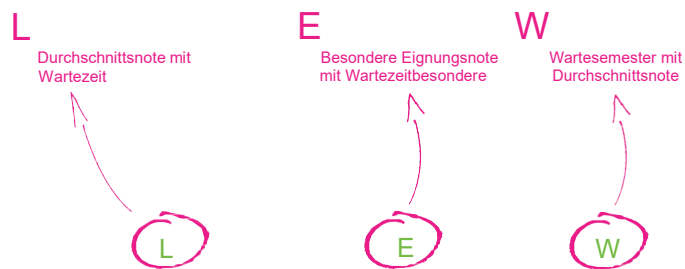 L
Durchschnittsnote mit
Wartezeit
E
Besondere Eignungsnote
mit Wartezeitbesondere
W
Wartesemester mit
Durchschnittsnote
L
E
W